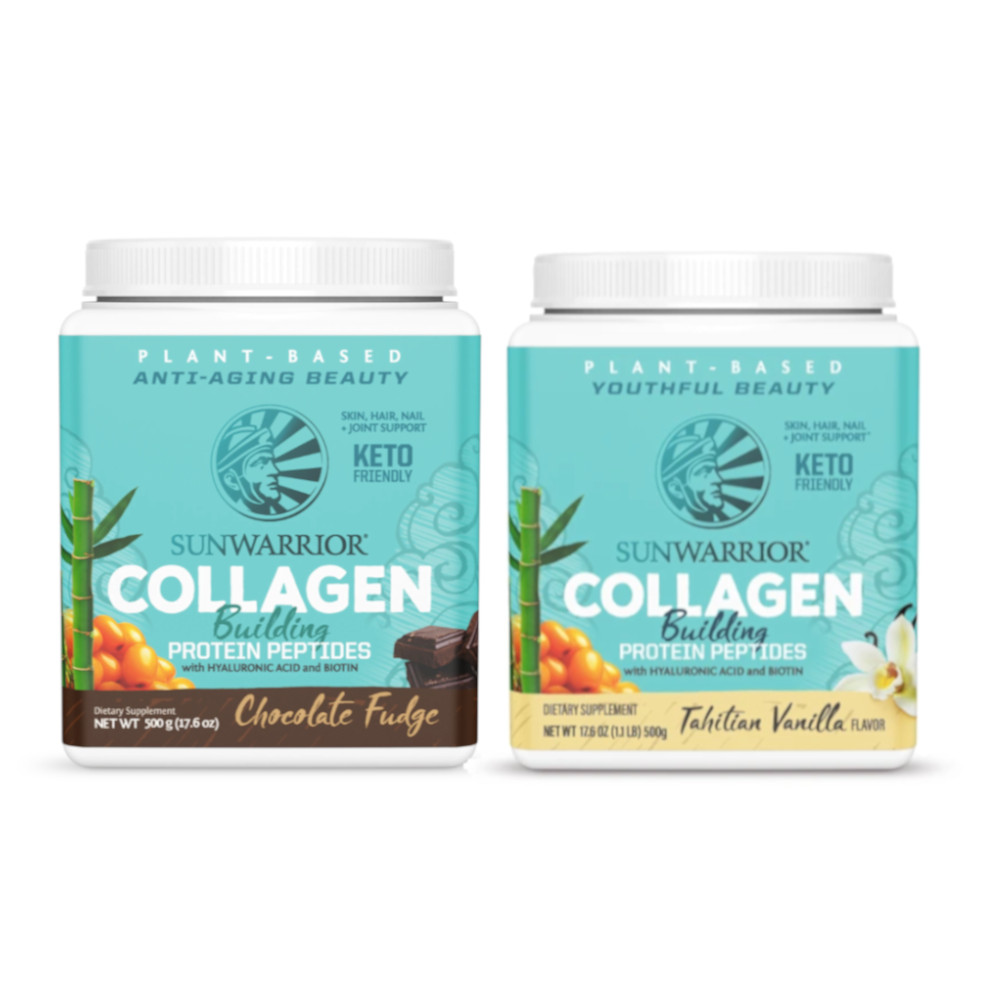 PLANT-BASED
ANTI-AGING BEAUTY
SKIN, HAIR, NAIL
+ JOINT SUPPORT
KETO
FRIENDLY
SUNWARRIOR®
COLLAGEN
Building
PROTEIN PEPTIDES
with HYALURONIC ACID and BIOTIN
Dietary Supplement
NET WT 500 g (17.6 oz)
Chocolate Fudge
PLANT-BASED
YOUTHFUL BEAUTY
SKIN, HAIR, NAIL
+ JOINT SUPPORT**
KETO
FRIENDLY
SUNWARRIOR®
COLLAGEN
Building
PROTEIN PEPTIDES
with HYALURONIC ACID and BIOTIN
DIETARY SUPPLEMENT
NET WT 17.6 OZ (1.1 LB) 500g
Tahitian Vanilla FLAVOR